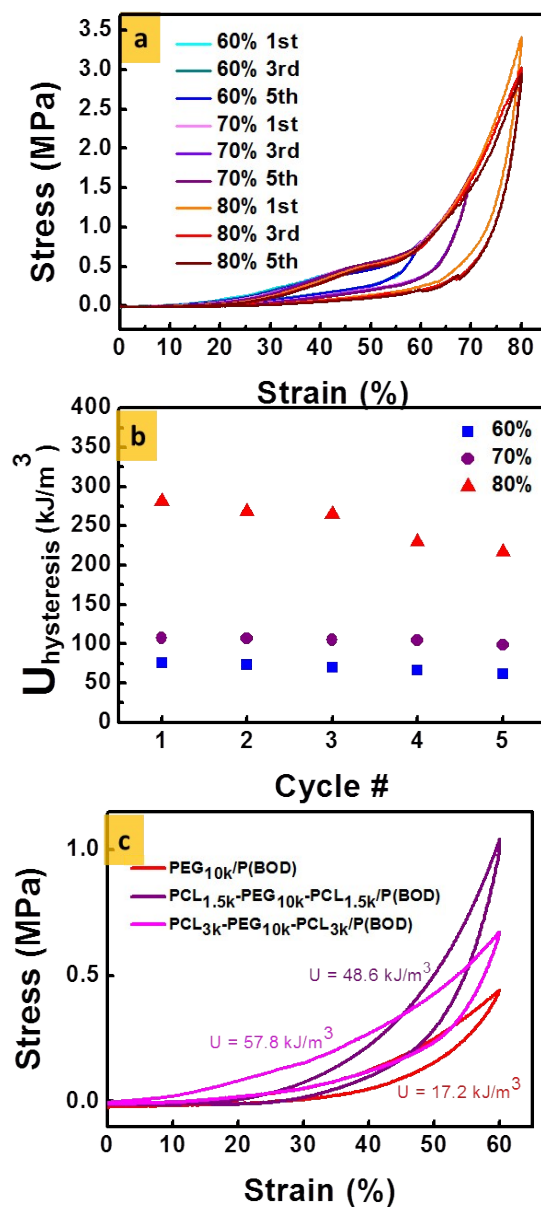 a
3.5
3.0
2.5
2.0
1.5
1.0
0.5
0.0
Stress (MPa)
60% 1st
60% 3rd
60% 5th
70% 1st
70% 3rd
70% 5th
80% 1st
80% 3rd
80% 5th
0 10 20 30 40 50 60 70 80
Strain (%)
b
400
350
300
250
200
150
100
50
0
Uhysteresis (kJ/m³)
60%
70%
80%
1 2 3 4 5
Cycle #
c
1.0
0.5
0.0
Stress (MPa)
PEG10k/P(BOD)
PCL1.5k-PEG10k-PCL1.5k/P(BOD)
PCL3k-PEG10k-PCL3k/P(BOD)
U = 48.6 kJ/m³
U = 57.8 kJ/m³
U = 17.2 kJ/m³
0 10 20 30 40 50 60
Strain (%)